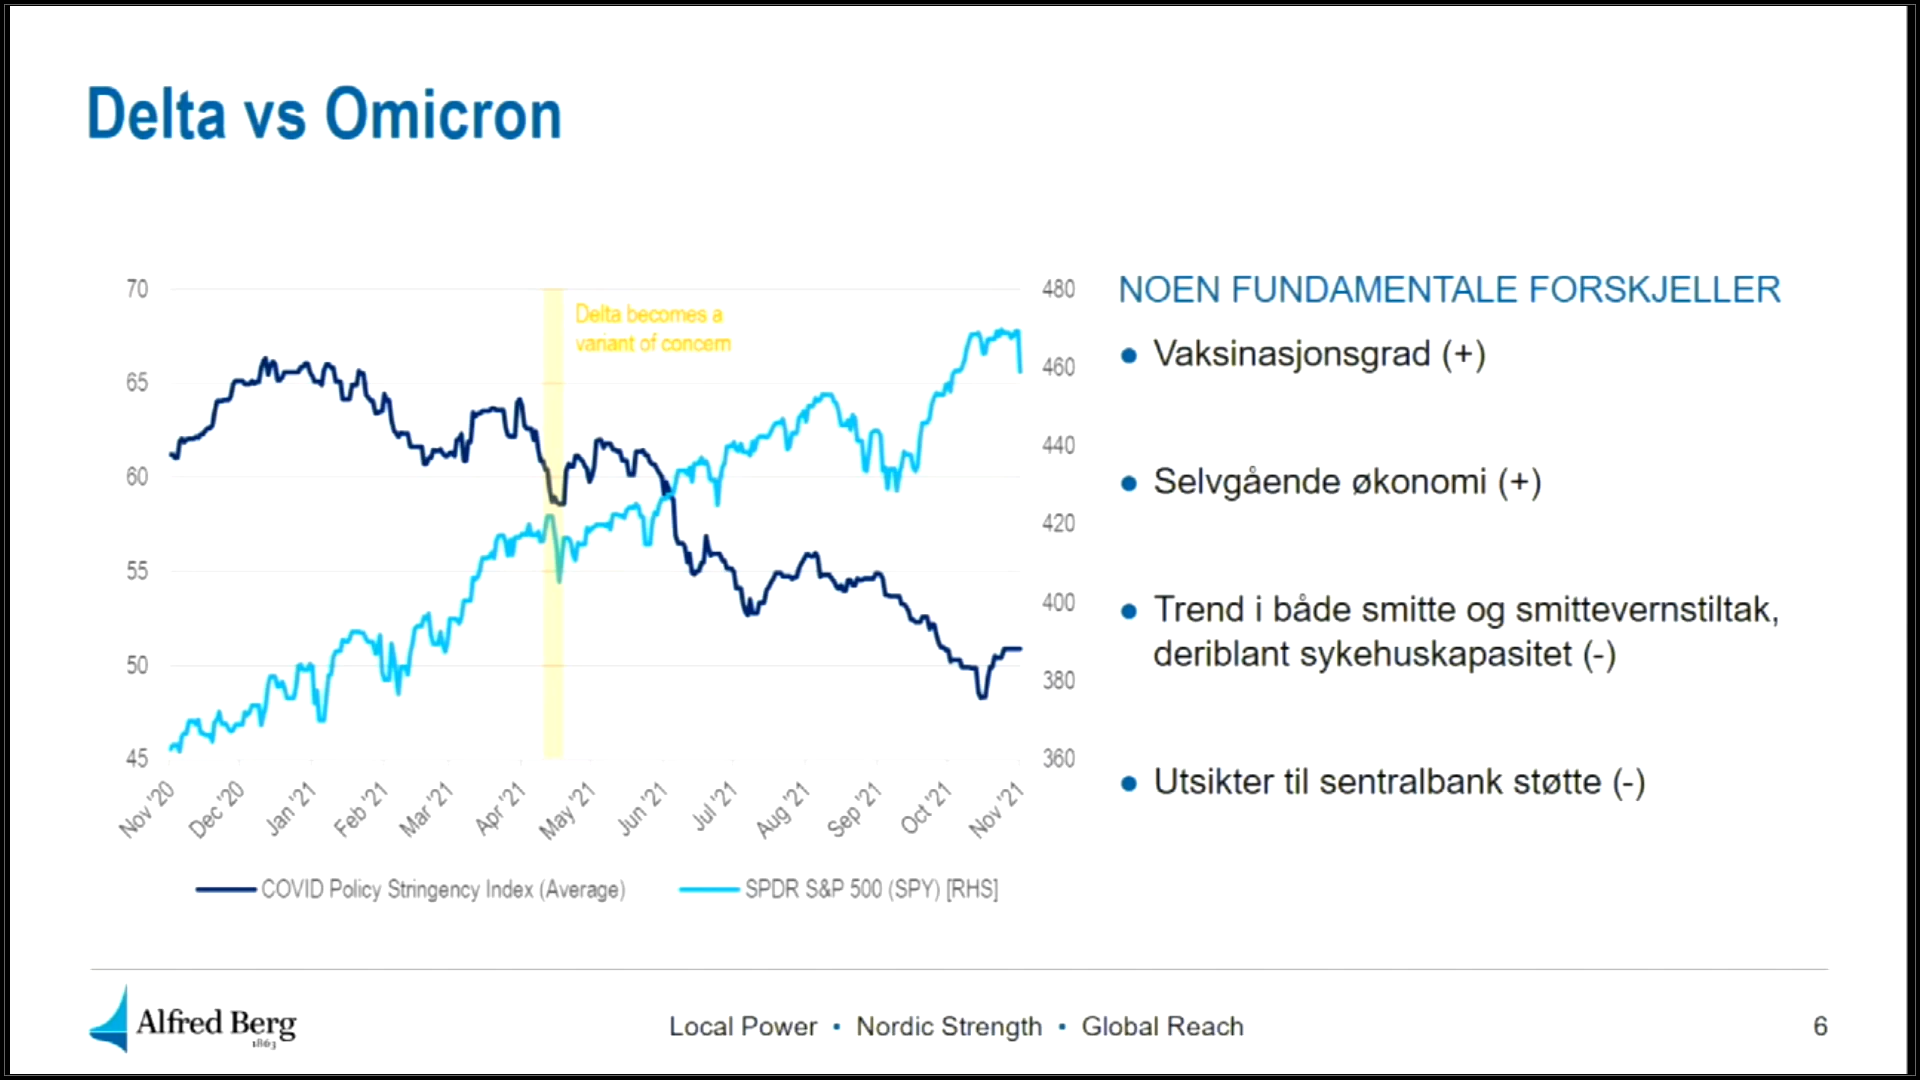 Delta vs Omicron
70
65
60
55
50
45
480
460
440
420
400
380
360
Delta becomes a
variant of concern
Nov '20
Dec '20
Jan '21
Feb '21
Mar '21
Apr '21
May '21
Jun '21
Jul '21
Aug '21
Sep '21
Oct '21
Nov '21
COVID Policy Stringency Index (Average)
SPDR S&P 500 (SPY) [RHS]
NOEN FUNDAMENTALE FORSKJELLER
● Vaksinasjonsgrad (+)
● Selvgående økonomi (+)
● Trend i både smitte og smittevernstiltak,
deriblant sykehuskapasitet (-)
● Utsikter til sentralbank støtte (-)
Alfred Berg
1863
Local Power • Nordic Strength • Global Reach
6